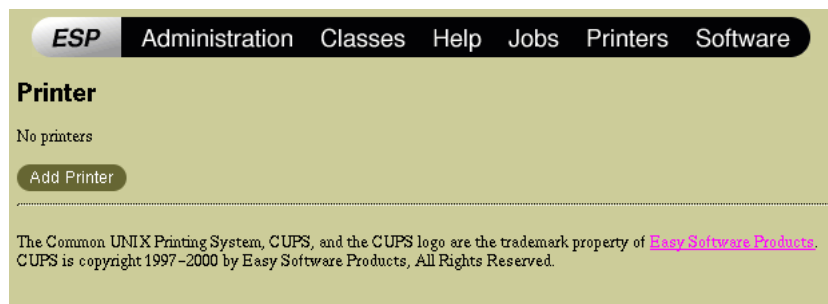 ESP Administration Classes Help Jobs Printers Software
Printer
No printers
Add Printer
The Common UNIX Printing System, CUPS, and the CUPS logo are the trademark property of Easy Software Products.
CUPS is copyright 1997-2000 by Easy Software Products, All Rights Reserved.